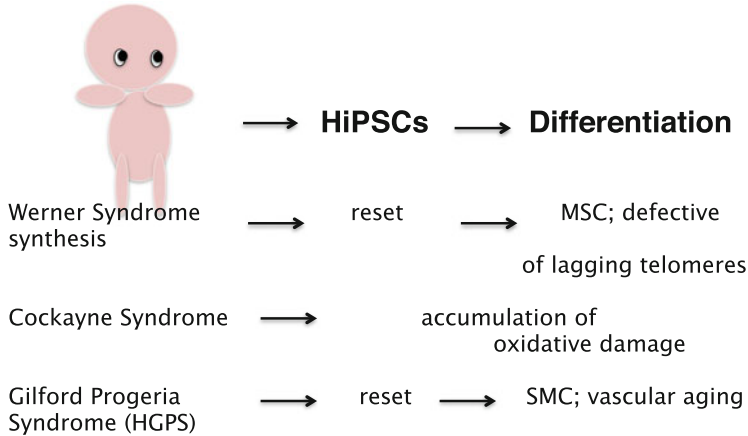 HiPSCs Differentiation
Werner Syndrome reset MSC; defective
synthesis
of lagging telomeres
Cockayne Syndrome accumulation of
oxidative damage
Gilford Progeria reset SMC; vascular aging
Syndrome (HGPS)